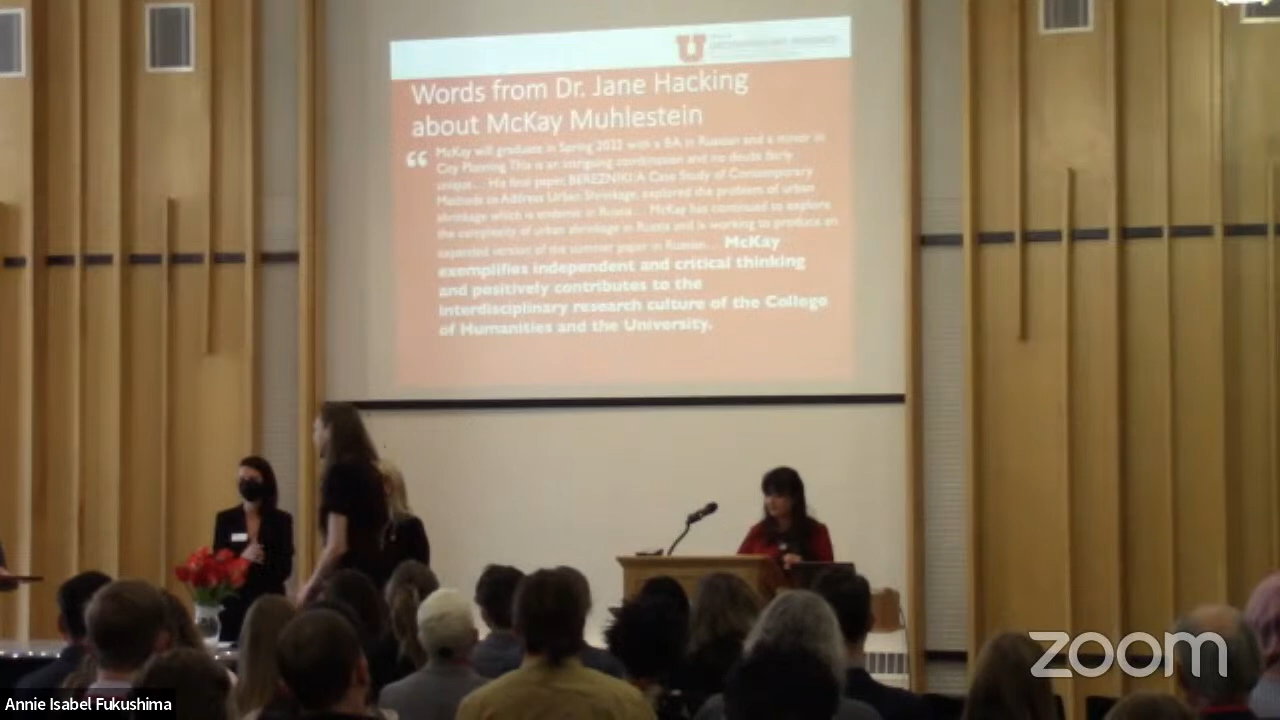 U
Words from Dr. Jane Hacking
about McKay Muhlestein
“ McKay will graduate in Spring 2022 with a BA in Russian and a minor in
City Planning This is an intriguing combination and no doubt fairly
unique... His final paper, BEREZNIKI: A Case Study of Contemporary
Methods to Address Urban Shrinkage, explored the problem of urban
shrinkage which is endemic in Russia... McKay has continued to explore
the complexity of urban shrinkage in Russia and is working to produce an
expanded version of the summer paper in Russian... McKay
exemplifies independent and critical thinking
and positively contributes to the
interdisciplinary research culture of the College
of Humanities and the University.
zoom
Annie Isabel Fukushima